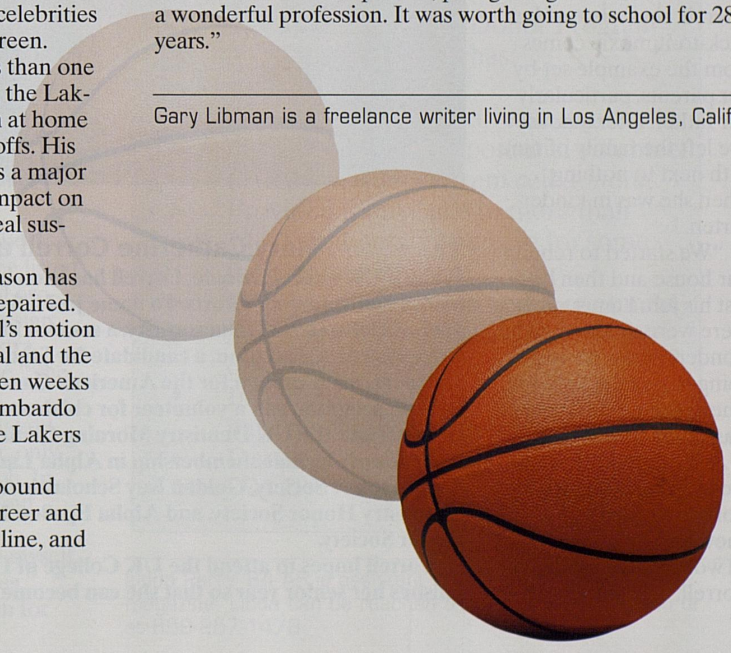 celebrities
reen.
s than one
the Lak-
n at home
offs. His
s a major
mpact on
eal sus-
ason has
epaired.
l's motion
al and the
en weeks
mbardo
e Lakers
ound
reer and
line, and
a wonderful profession. It was worth going to school for 28
years.”
Gary Libman is a freelance writer living in Los Angeles, Calif